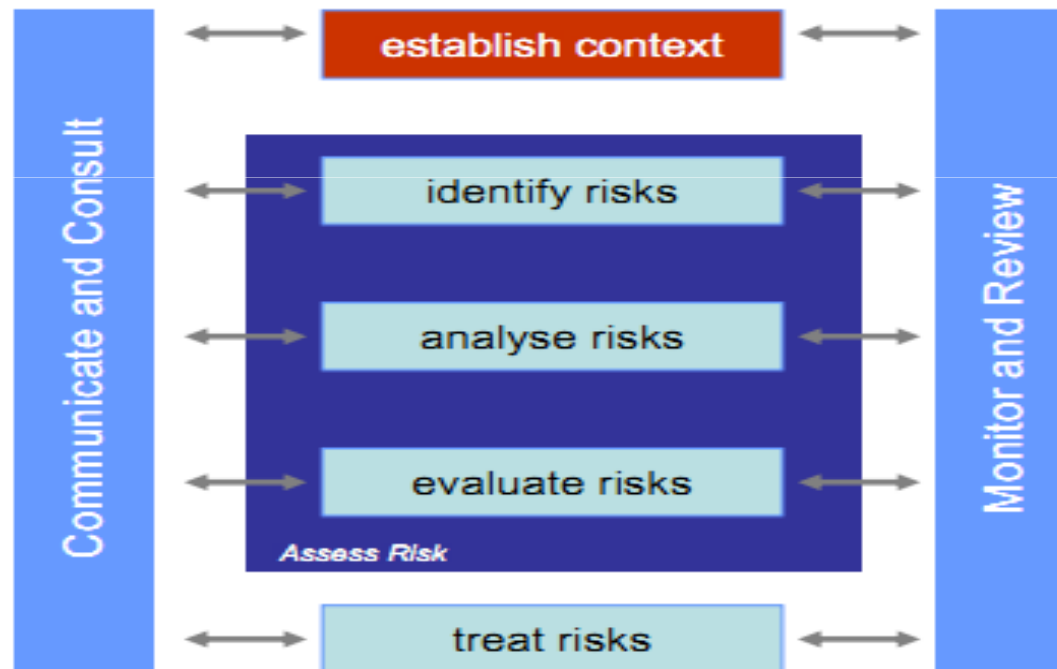 establish context
Communicate and Consult
identify risks
analyse risks
evaluate risks
Assess Risk
treat risks
Monitor and Review